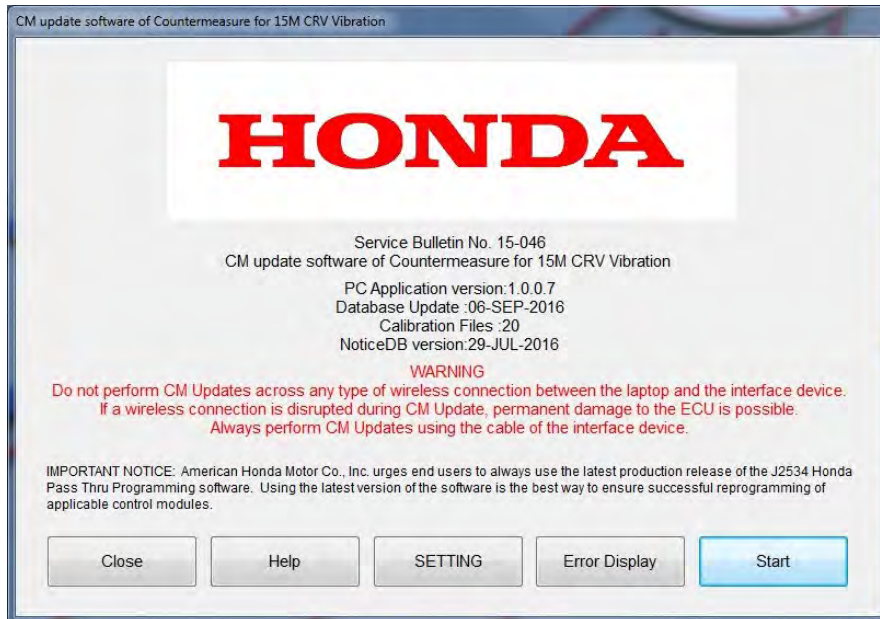 CM update software of Countermeasure for 15M CRV Vibration
HONDA
Service Bulletin No. 15-046
CM update software of Countermeasure for 15M CRV Vibration
PC Application version:1.0.0.7
Database Update :06-SEP-2016
Calibration Files :20
NoticeDB version:29-JUL-2016
WARNING
Do not perform CM Updates across any type of wireless connection between the laptop and the interface device.
If a wireless connection is disrupted during CM Update, permanent damage to the ECU is possible.
Always perform CM Updates using the cable of the interface device.
IMPORTANT NOTICE: American Honda Motor Co., Inc. urges end users to always use the latest production release of the J2534 Honda
Pass Thru Programming software. Using the latest version of the software is the best way to ensure successful reprogramming of
applicable control modules.
Close Help SETTING Error Display Start